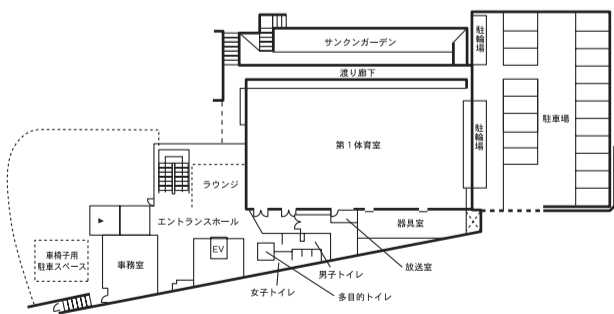 サンクンガーデン
駐輪場
渡り廊下
第1体育室
駐輪場
駐車場
ラウンジ
エントランスホール
器具室
車椅子用
駐車スペース
事務室
EV
男子トイレ
放送室
女子トイレ
多目的トイレ